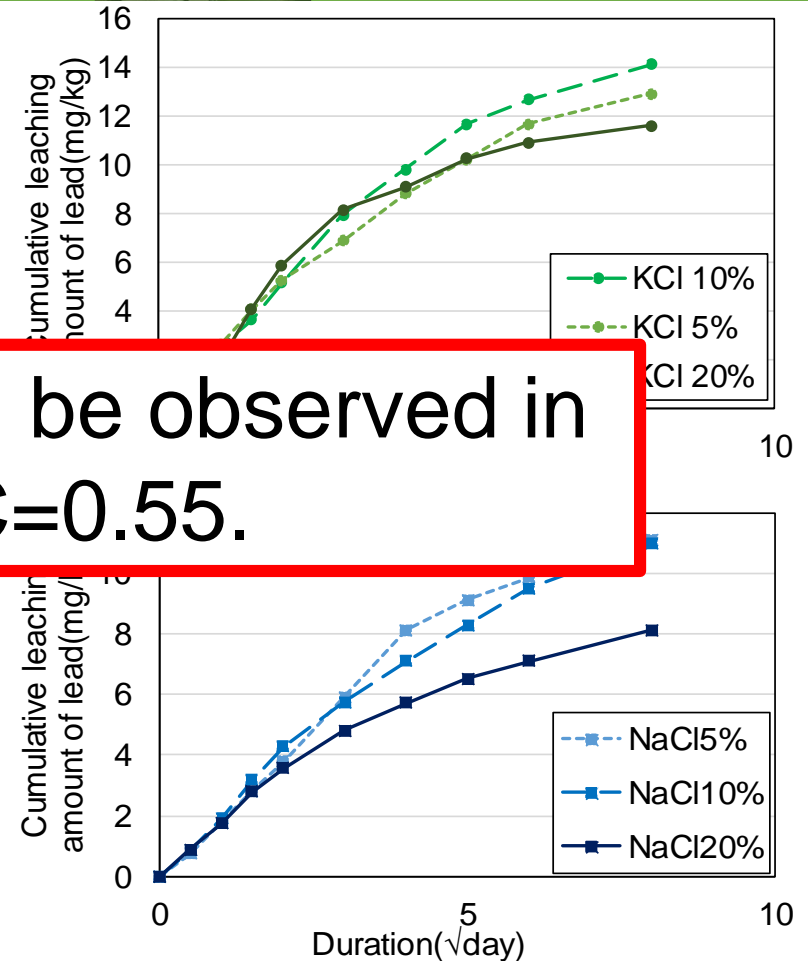 16
14
12
10
8
6
4
Cumulative leaching
amount of lead(mg/kg)
KCl 10%
KCl 5%
KCl 20%
10
be observed in
=0.55.
8
6
4
2
0
Cumulative leaching
amount of lead(mg/
NaCl5%
NaCl10%
NaCl20%
0
5
10
Duration(√day)